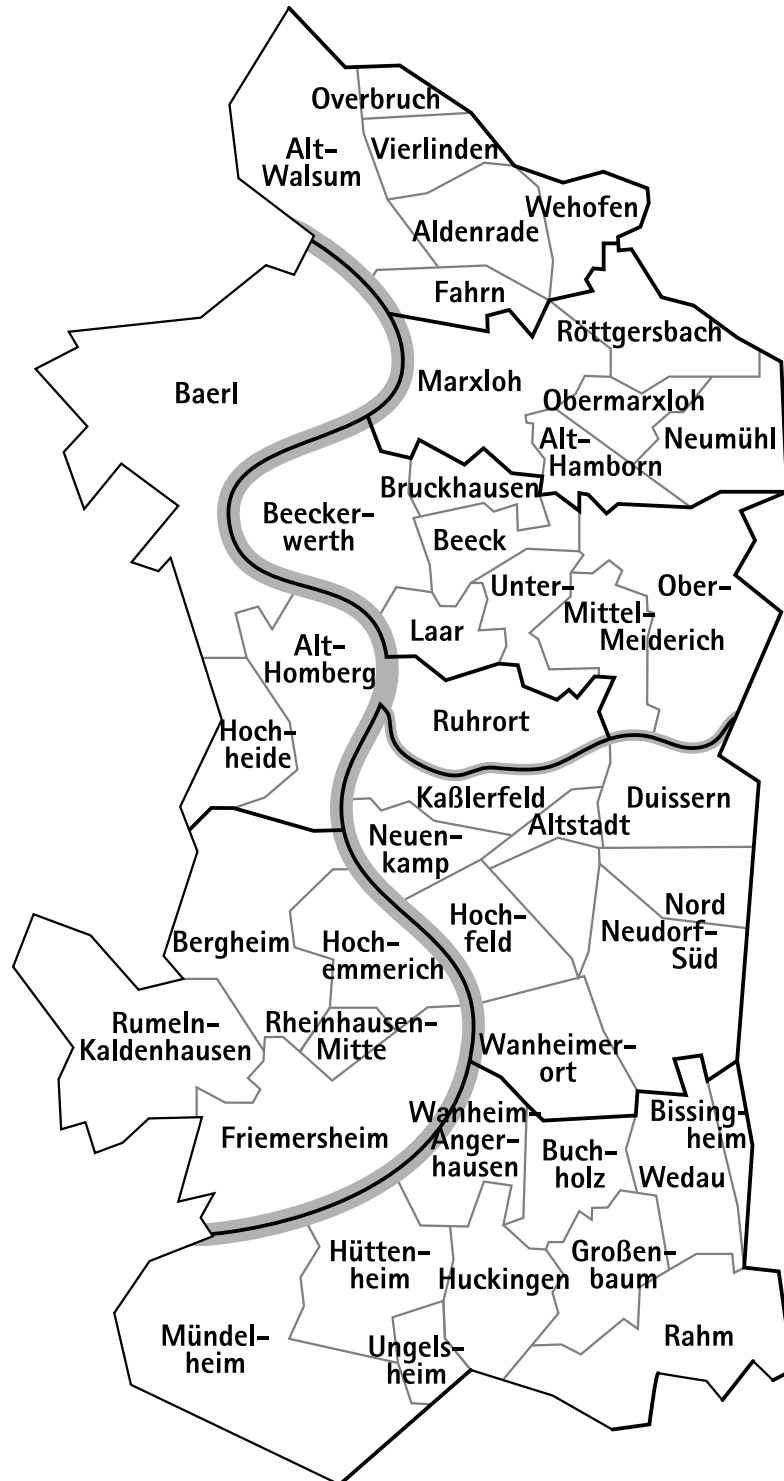 Overbruch
Alt-
Walsum
Vierlinden
Wehofen
Aldenrade
Fahrn
Röttgersbach
Baerl
Marxloh
Obermarxloh
Alt-
Hamborn
Neumühl
Bruckhausen
Beecker-
werth
Beeck
Unter-
Mittel-
Ober-
Meiderich
Laar
Alt-
Homberg
Ruhrort
Hoch-
heide
Kaßlerfeld
Duissern
Altstadt
Neuen-
kamp
Nord
Neudorf-
Süd
Hoch-
feld
Bergheim
Hoch-
emmerich
Rumeln-
Kaldenhausen
Rheinhausen-
Mitte
Wanheimer-
ort
Friemersheim
Wanheim-
Anger-
hausen
Buch-
holz
Bissing-
heim
Wedau
Hütten-
heim
Huckingen
Großen-
baum
Mündel-
heim
Ungels-
heim
Rahm